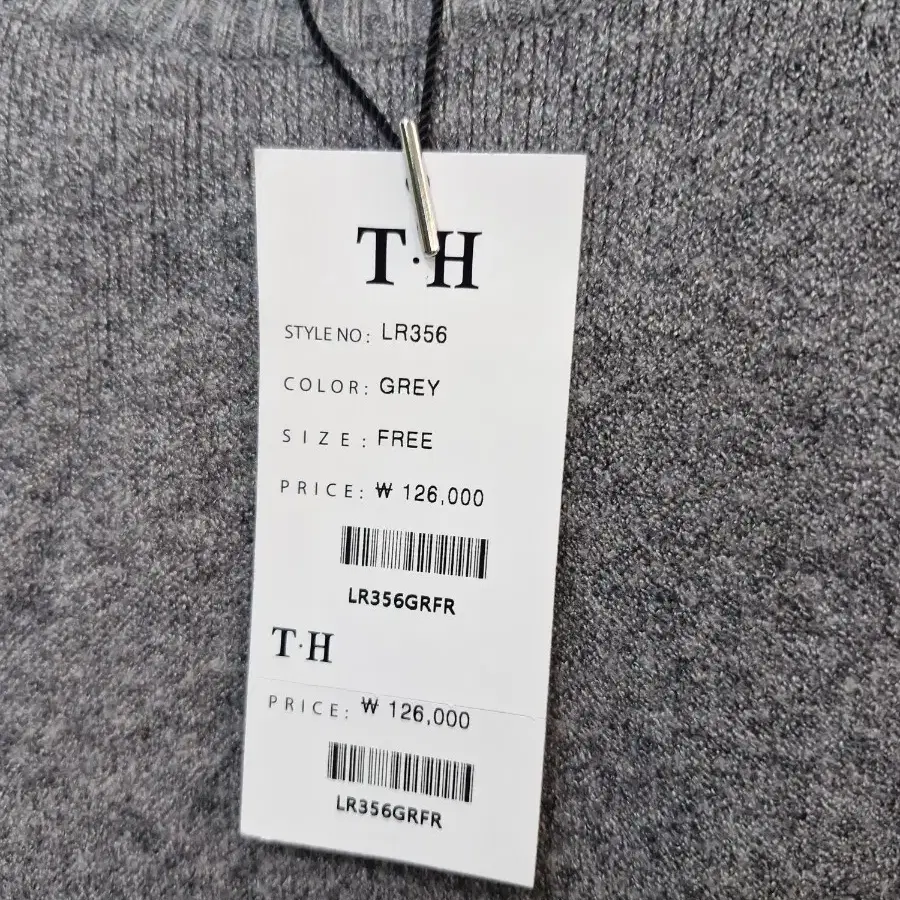 T·H
STYLE NO: LR356
COLOR: GREY
SIZE: FREE
PRICE: ₩ 126,000
LR356GRFR
T·H
PRICE: ₩ 126,000
LR356GRFR